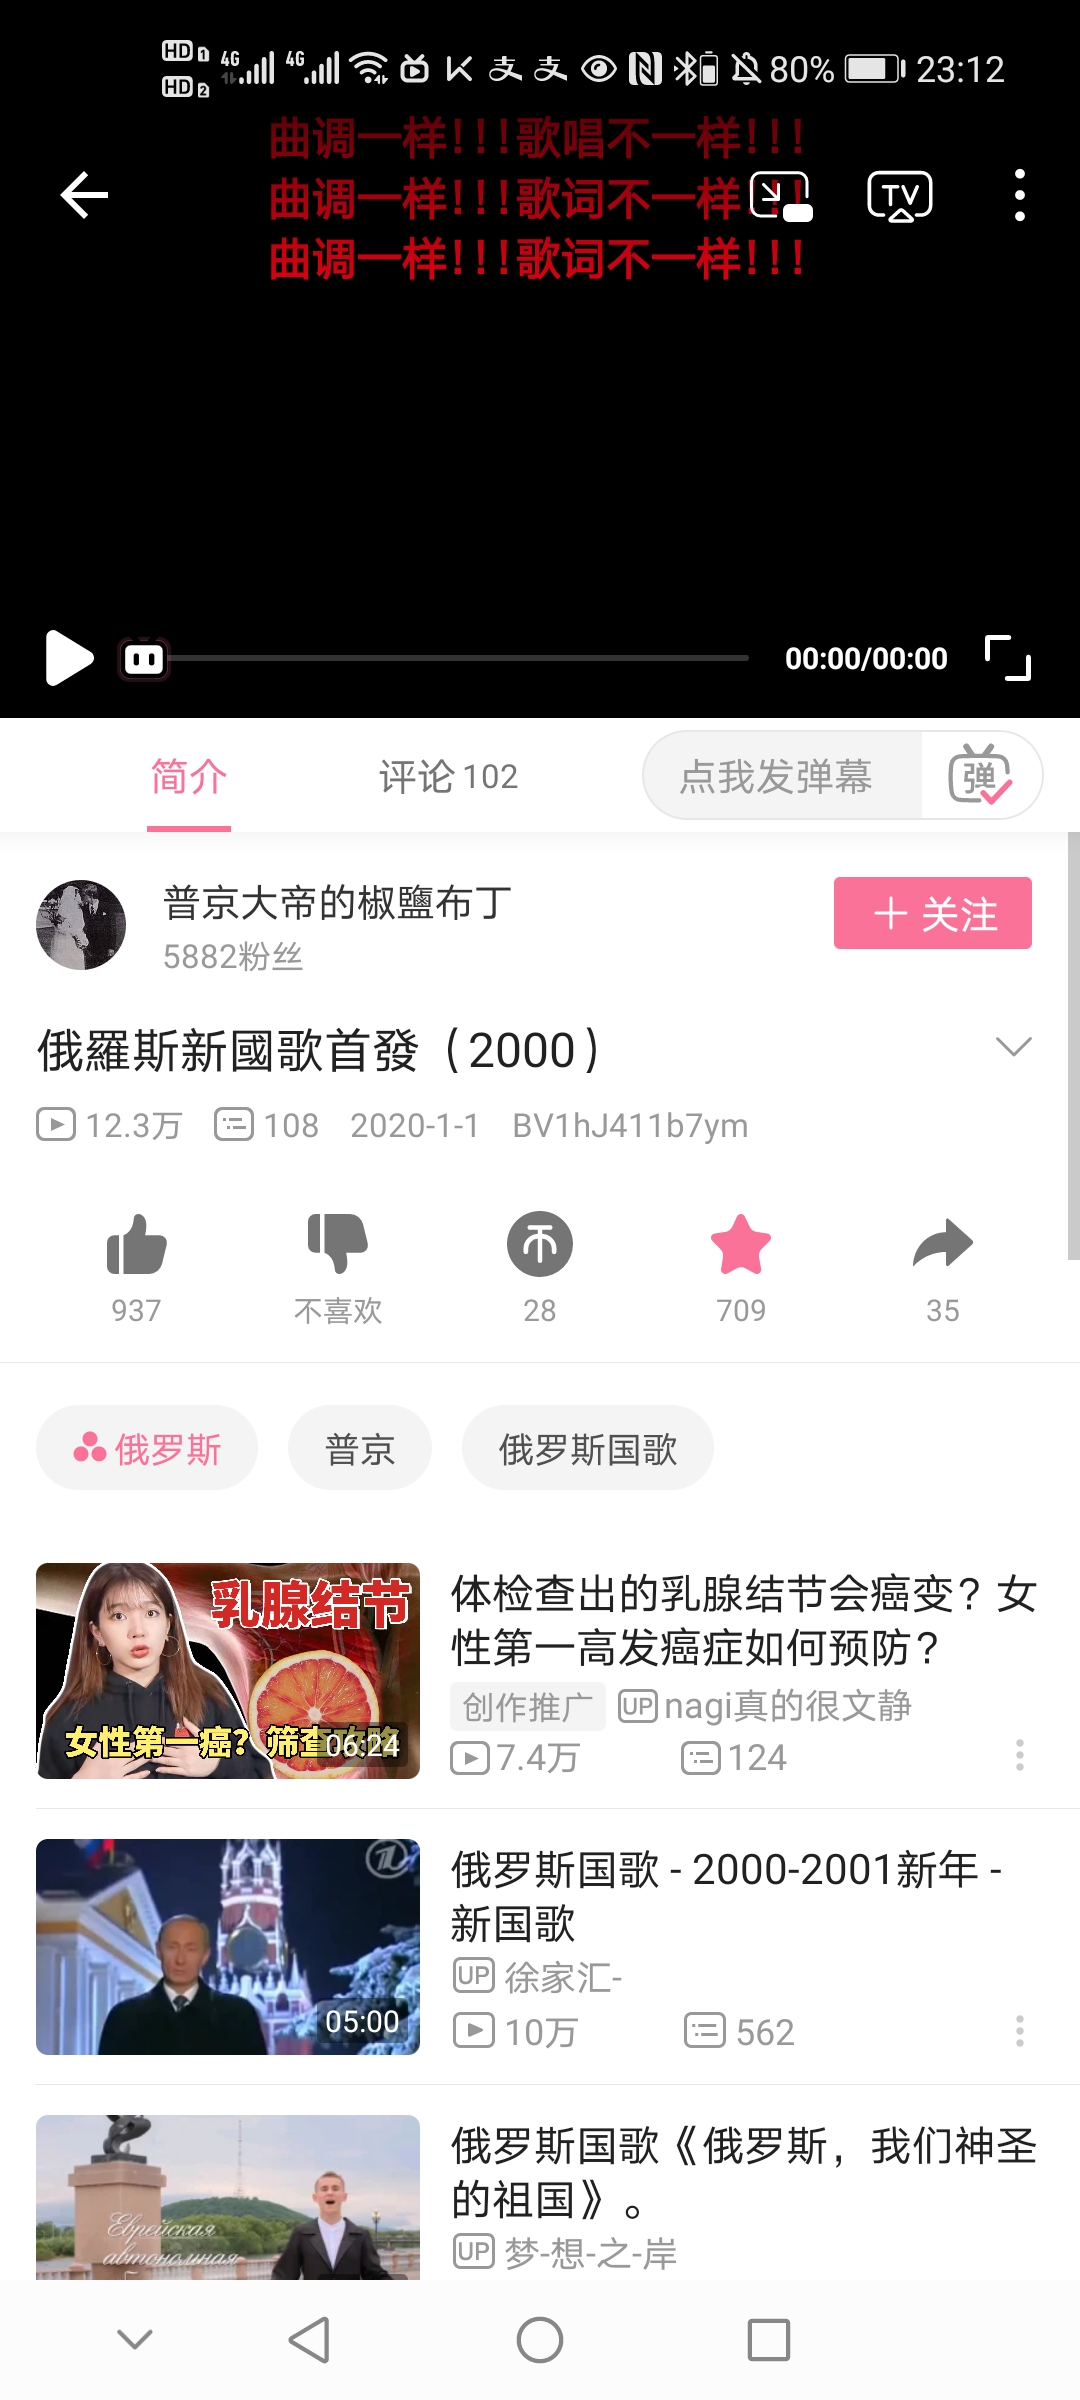 HD 1 4G 4G 80% 23:12
HD 2
曲调一样!!!歌唱不一样!!!
曲调一样!!!歌词不一样!!!
TV
曲调一样!!!歌词不一样!!!
00:00/00:00
简介 评论 102 点我发弹幕 弹
普京大帝的椒鹽布丁
5882粉丝
+ 关注
俄羅斯新國歌首發（2000）
12.3万 108 2020-1-1 BV1hJ411b7ym
937 不喜欢 28 709 35
俄罗斯 普京 俄罗斯国歌
乳腺结节
女性第一癌？筛查攻略
06:24
体检查出的乳腺结节会癌变？女
性第一高发癌症如何预防？
创作推广 UP nagi真的很文静
7.4万 124
05:00
俄罗斯国歌 - 2000-2001新年 -
新国歌
UP 徐家汇-
10万 562
Еврейская
автономная
俄罗斯国歌《俄罗斯，我们神圣
的祖国》。
UP 梦-想-之-岸